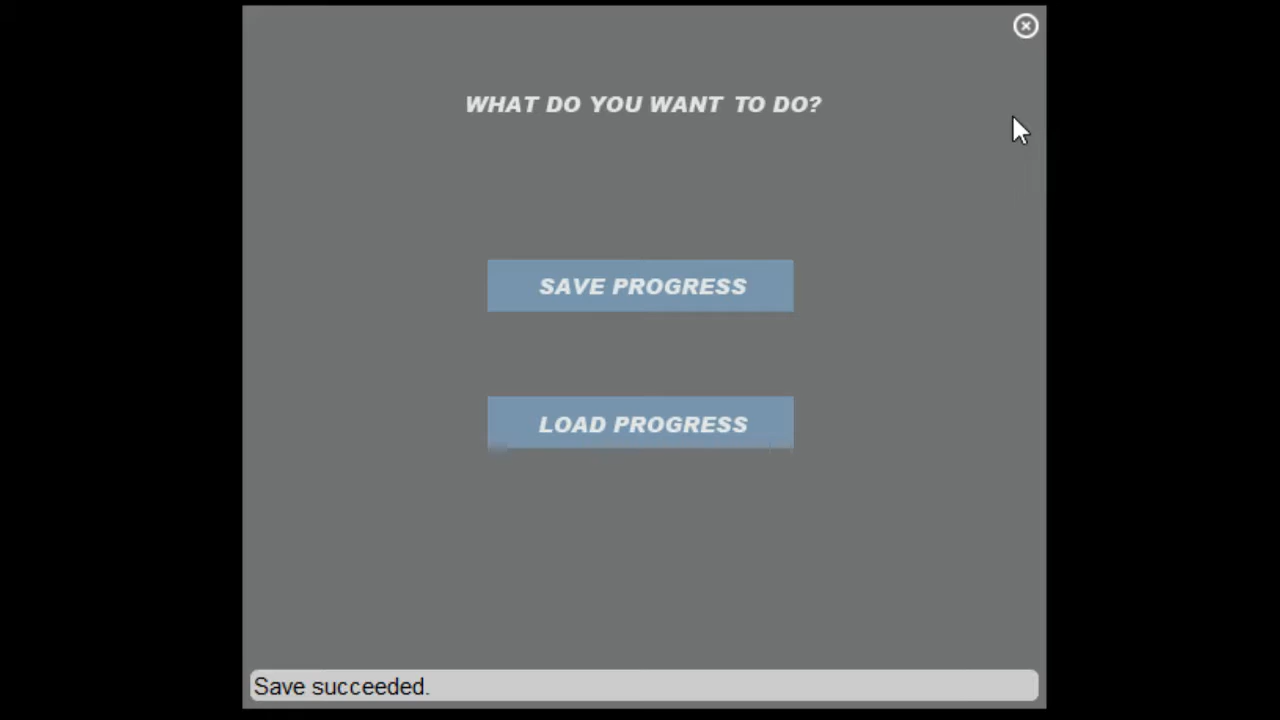 WHAT DO YOU WANT TO DO?
SAVE PROGRESS
LOAD PROGRESS
Save succeeded.